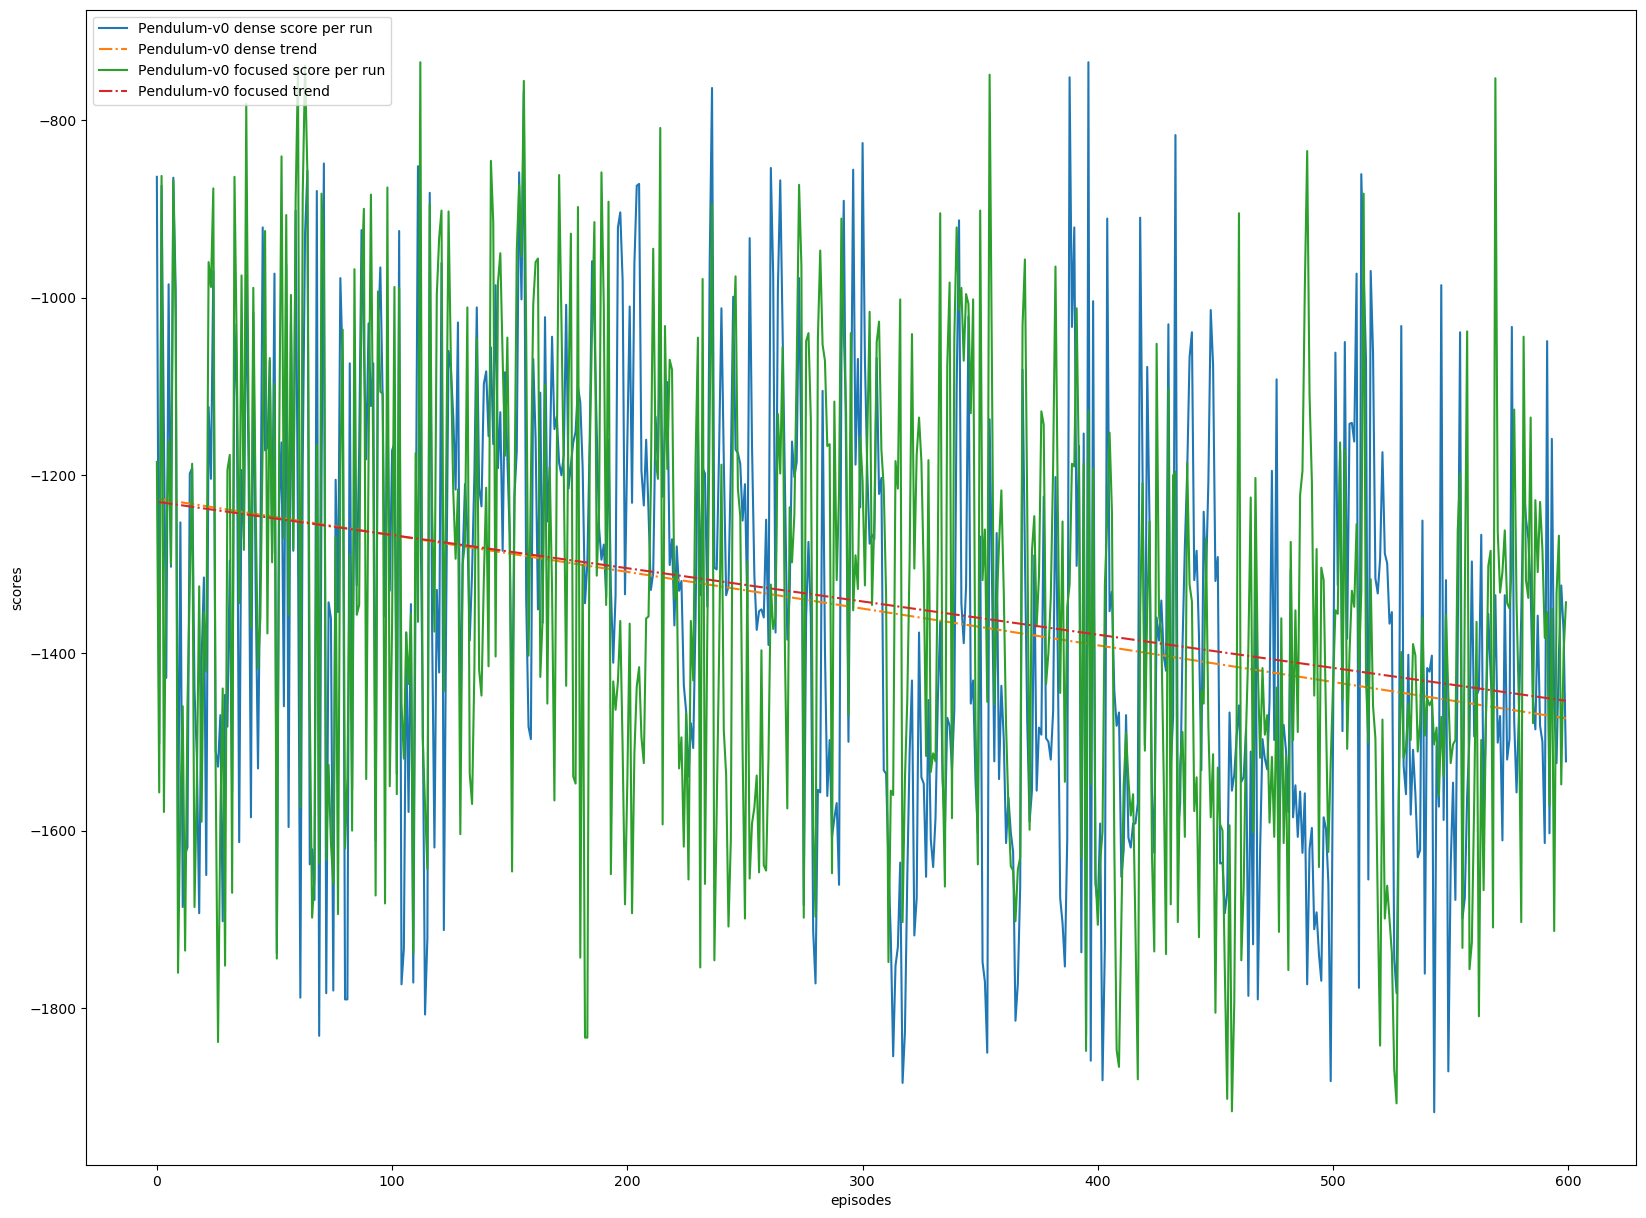 Pendulum-v0 dense score per run
Pendulum-v0 dense trend
Pendulum-v0 focused score per run
Pendulum-v0 focused trend
−800
−1000
−1200
−1400
−1600
−1800
scores
0 100 200 300 400 500 600
episodes